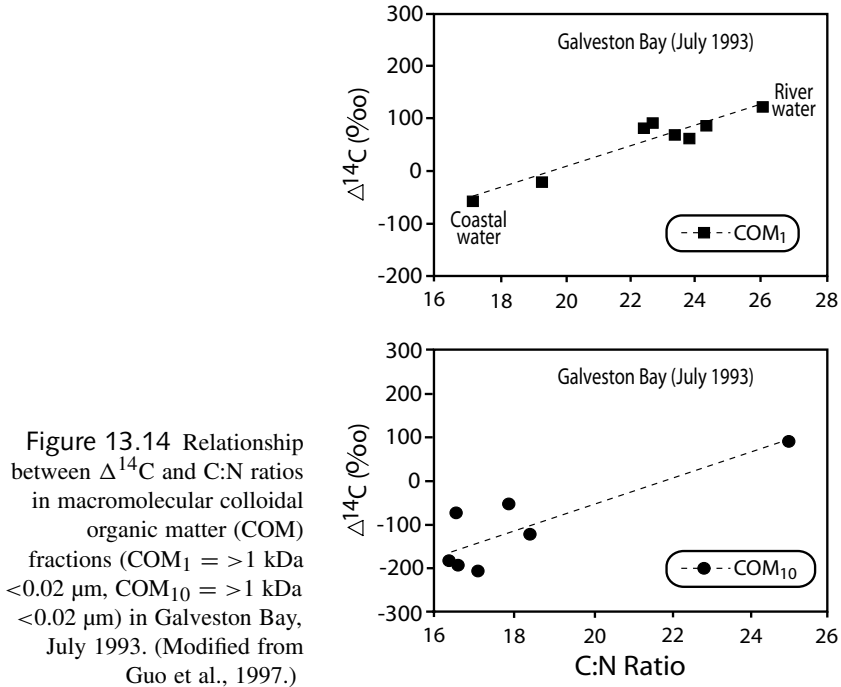 300
200
100
0
-100
-200
Δ¹⁴C (‰)
Galveston Bay (July 1993)
River
water
Coastal
water
COM₁
16 18 20 22 24 26 28
300
200
100
0
-100
-200
-300
Δ¹⁴C (‰)
Galveston Bay (July 1993)
COM₁₀
16 18 20 22 24 26
C:N Ratio
Figure 13.14 Relationship
between Δ¹⁴C and C:N ratios
in macromolecular colloidal
organic matter (COM)
fractions (COM₁ = >1 kDa
<0.02 µm, COM₁₀ = >1 kDa
<0.02 µm) in Galveston Bay,
July 1993. (Modified from
Guo et al., 1997.)